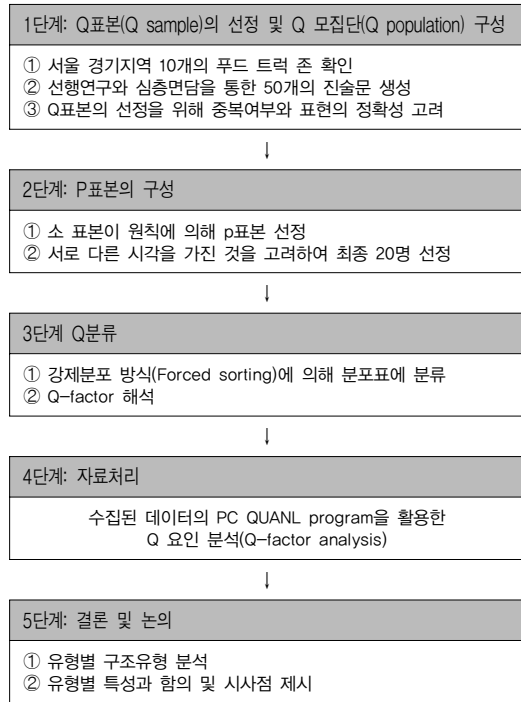 1단계: Q표본(Q sample)의 선정 및 Q 모집단(Q population) 구성
① 서울 경기지역 10개의 푸드 트럭 존 확인
② 선행연구와 심층면담을 통한 50개의 진술문 생성
③ Q표본의 선정을 위해 중복여부와 표현의 정확성 고려
↓
2단계: P표본의 구성
① 소 표본이 원칙에 의해 p표본 선정
② 서로 다른 시각을 가진 것을 고려하여 최종 20명 선정
↓
3단계 Q분류
① 강제분포 방식(Forced sorting)에 의해 분포표에 분류
② Q-factor 해석
↓
4단계: 자료처리
수집된 데이터의 PC QUANL program을 활용한
Q 요인 분석(Q-factor analysis)
↓
5단계: 결론 및 논의
① 유형별 구조유형 분석
② 유형별 특성과 함의 및 시사점 제시